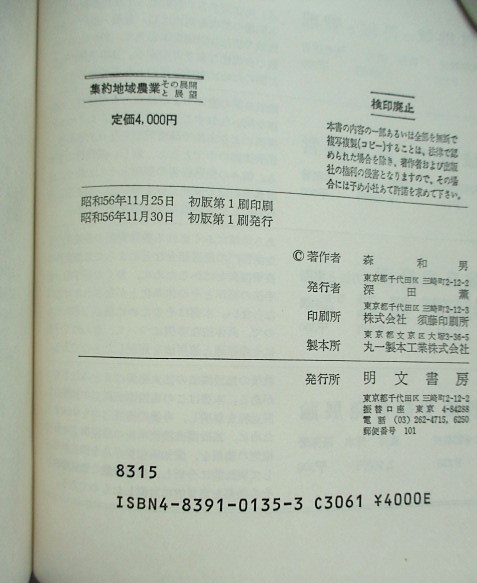 集約地域農業 その展開と展望
定価4,000円
検印廃止
本書の内容の一部あるいは全部を無断で
複写複製(コピー)することは、法律で認
められた場合を除き、著作者および出版
社の権利の侵害となりますので、その場
合には予め小社あて許諾を求めて下さい。
昭和56年11月25日 初版第1刷印刷
昭和56年11月30日 初版第1刷発行
©著作者 森 和男
東京都千代田区三崎町2-12-2
発行者 深田 薫
東京都千代田区三崎町2-12-3
印刷所 株式会社 須藤印刷所
東京都文京区大塚3-36-5
製本所 丸一製本工業株式会社
発行所 明文書房
東京都千代田区三崎町2-12-2
振替口座 東京 4-84288
電話 (03)262-4715, 6250
郵便番号 101
8315
ISBN4-8391-0135-3 C3061 ¥4000E